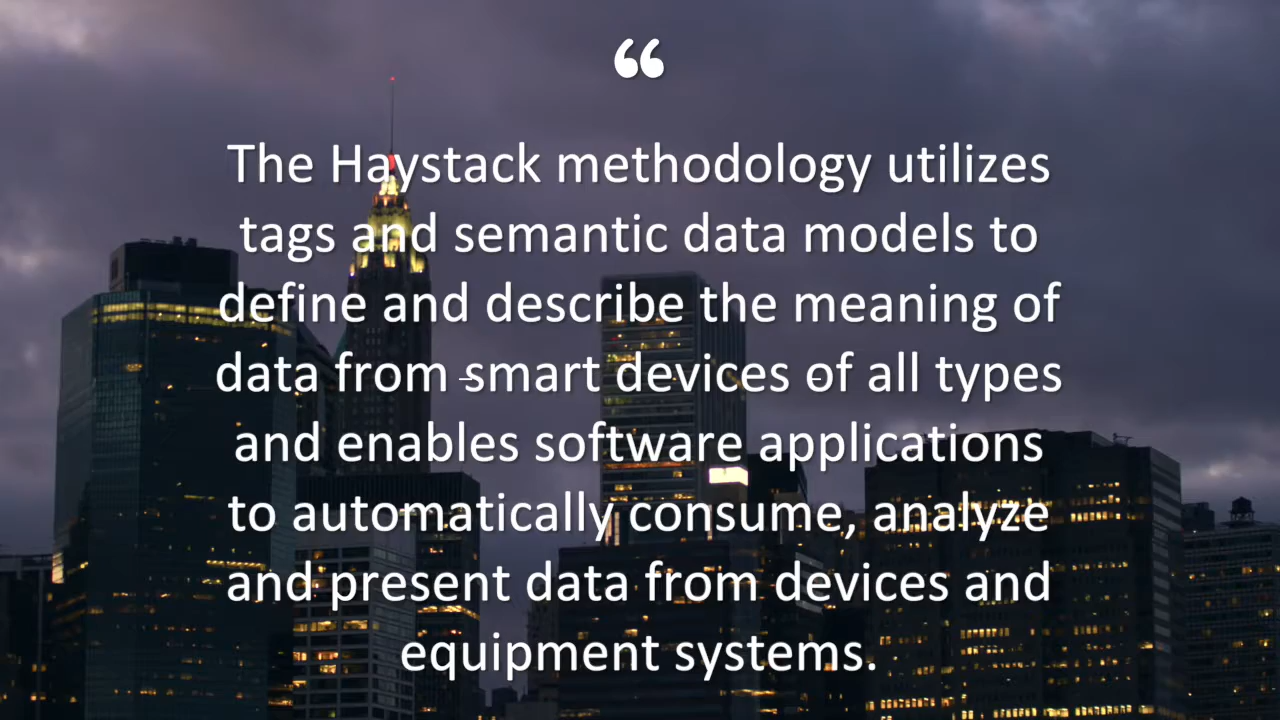 “
The Haystack methodology utilizes
tags and semantic data models to
define and describe the meaning of
data from smart devices of all types
and enables software applications
to automatically consume, analyze
and present data from devices and
equipment systems.